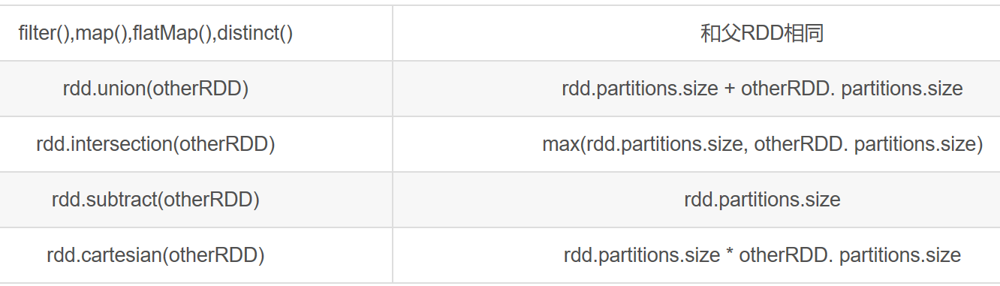 filter(),map(),flatMap(),distinct()
和父RDD相同
rdd.union(otherRDD)
rdd.partitions.size + otherRDD. partitions.size
rdd.intersection(otherRDD)
max(rdd.partitions.size, otherRDD. partitions.size)
rdd.subtract(otherRDD)
rdd.partitions.size
rdd.cartesian(otherRDD)
rdd.partitions.size * otherRDD. partitions.size